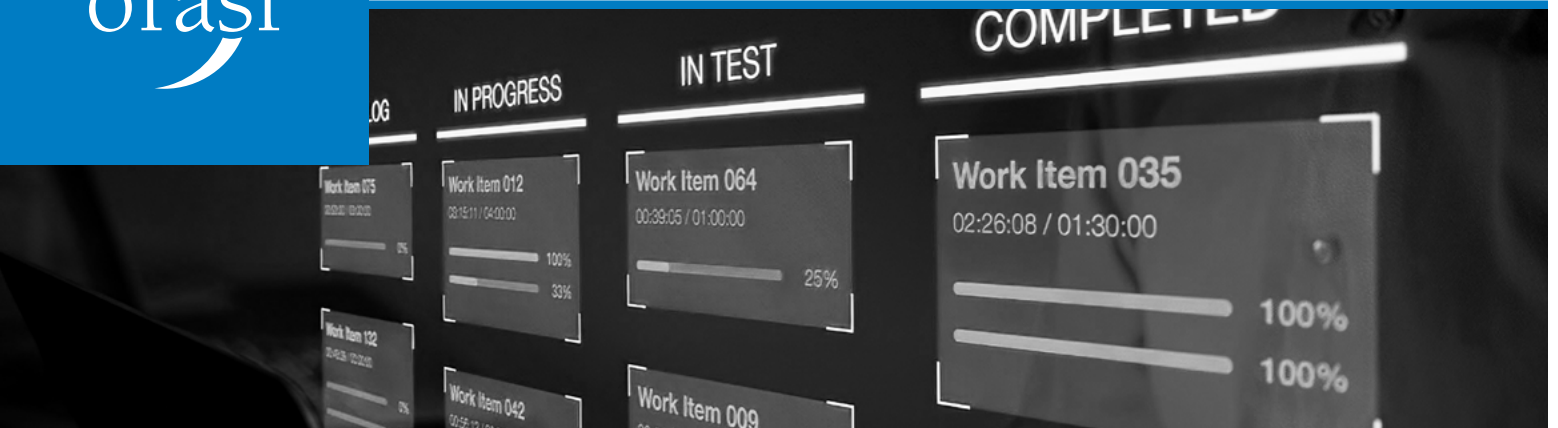 orasi
LOG
IN PROGRESS
IN TEST
COMPLETED
Work Item 075
0%
Work Item 132
0%
Work Item 012
03:15:11 / 04:00:00
100%
33%
Work Item 042
Work Item 064
00:39:05 / 01:00:00
25%
Work Item 009
Work Item 035
02:26:08 / 01:30:00
100%
100%